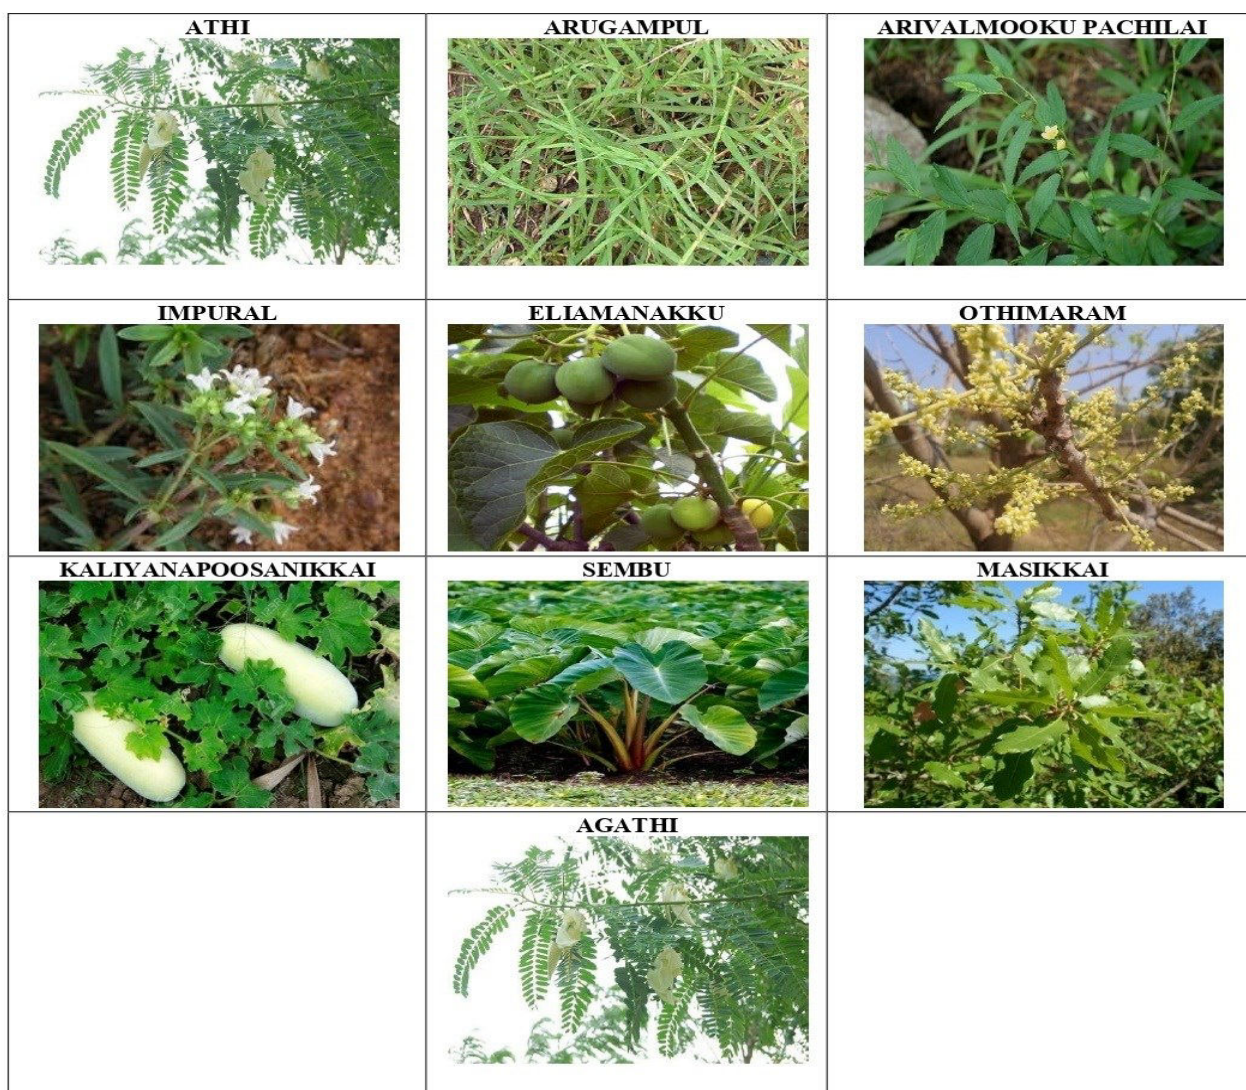 ATHI
ARUGAMPUL
ARIVALMOOKU PACHILAI
IMPURAL
ELIAMANAKKU
OTHIMARAM
KALIYANAPOOSANIKKAI
SEMBU
MASIKKAI
AGATHI